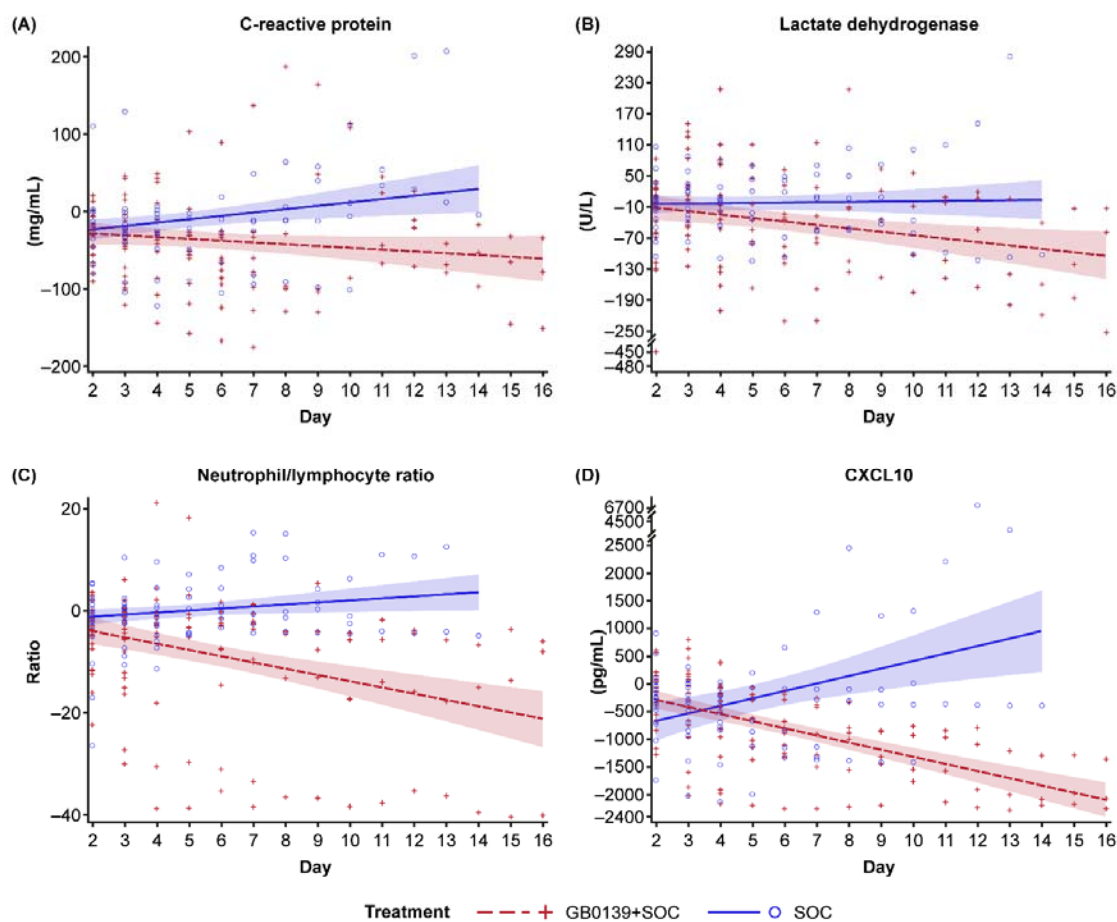 (A) C-reactive protein
200
100
0
−100
−200
(mg/mL)
2 3 4 5 6 7 8 9 10 11 12 13 14 15 16
Day
(B) Lactate dehydrogenase
290
230
170
110
50
−10
−70
−130
−190
−250
−450
−480
(U/L)
2 3 4 5 6 7 8 9 10 11 12 13 14 15 16
Day
(C) Neutrophil/lymphocyte ratio
20
0
−20
−40
Ratio
2 3 4 5 6 7 8 9 10 11 12 13 14 15 16
Day
(D) CXCL10
6700
4500
2500
2000
1500
1000
500
0
−500
−1000
−1500
−2000
−2400
(pg/mL)
2 3 4 5 6 7 8 9 10 11 12 13 14 15 16
Day
Treatment GB0139+SOC SOC